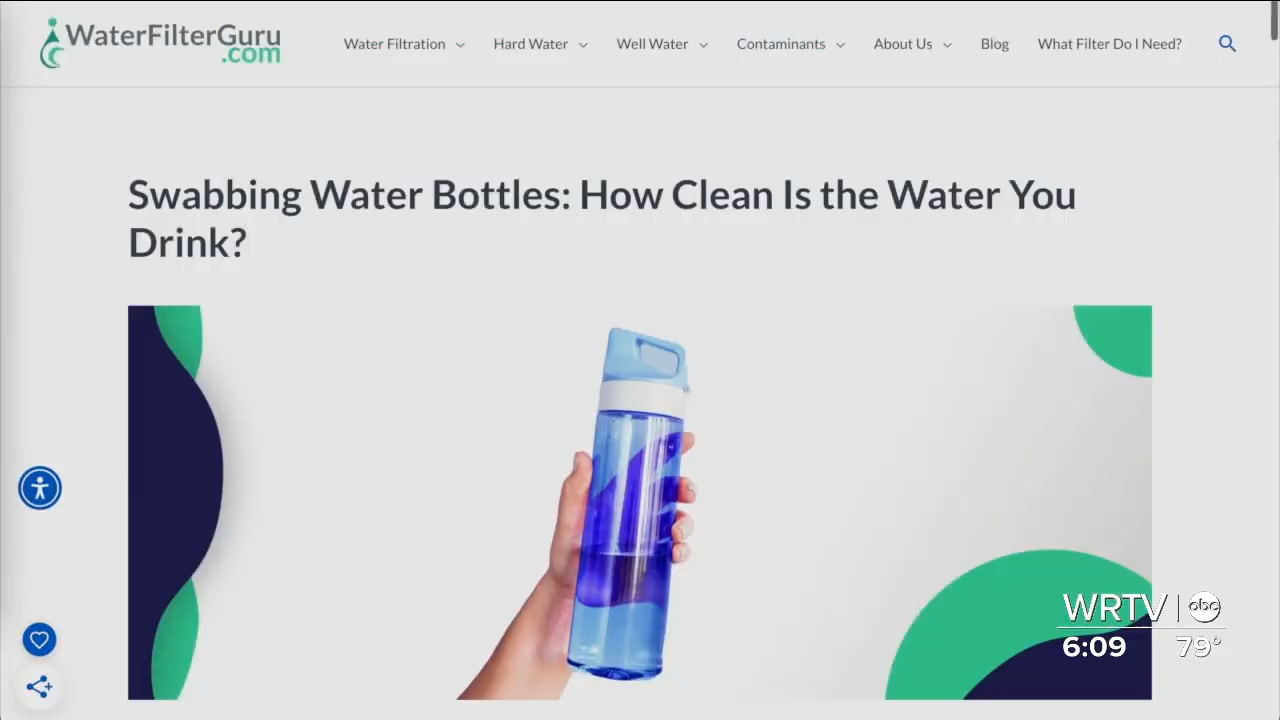 WaterFilterGuru
.com
Water Filtration
Hard Water
Well Water
Contaminants
About Us
Blog
What Filter Do I Need?
Swabbing Water Bottles: How Clean Is the Water You
Drink?
WRTV abc
6:09 79°